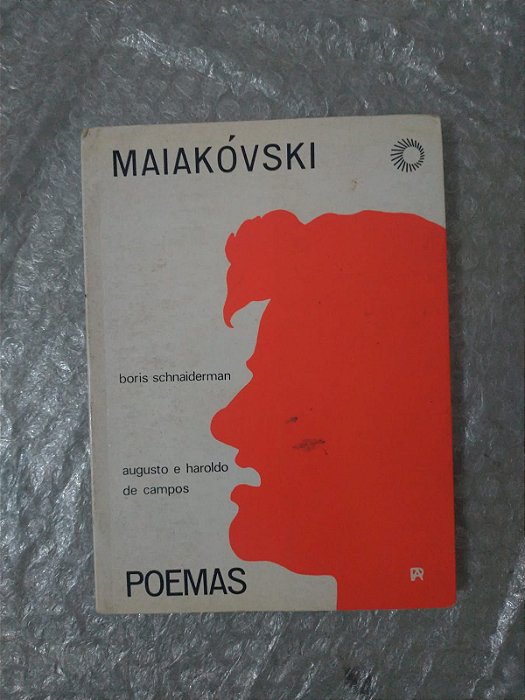 MAIAKÓVSKI
boris schnaiderman
augusto e haroldo
de campos
POEMAS